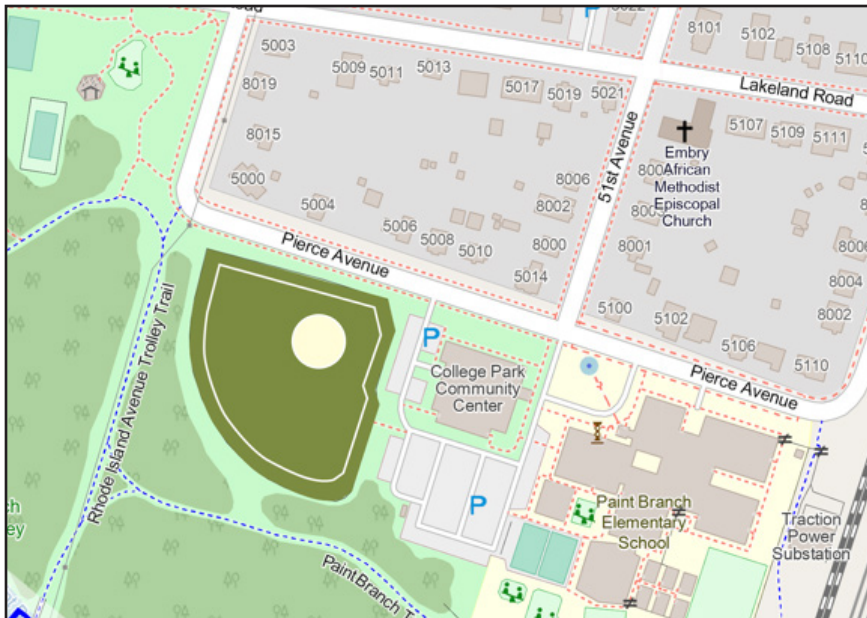 5022
8101
5102
5108
5110
5003
5009
5011
5013
5017
5019
5021
8019
Lakeland Road
8015
5107
5109
5111
51st Avenue
Embry
African
Methodist
Episcopal
Church
5000
5004
8006
8002
5006
5008
5010
8000
8001
8006
8004
8002
5014
Pierce Avenue
5100
5102
5106
5110
Pierce Avenue
P
College Park
Community
Center
Rhode Island Avenue Trolley Trail
P
Paint Branch
Elementary
School
Traction
Power
Substation
Paint Branch T